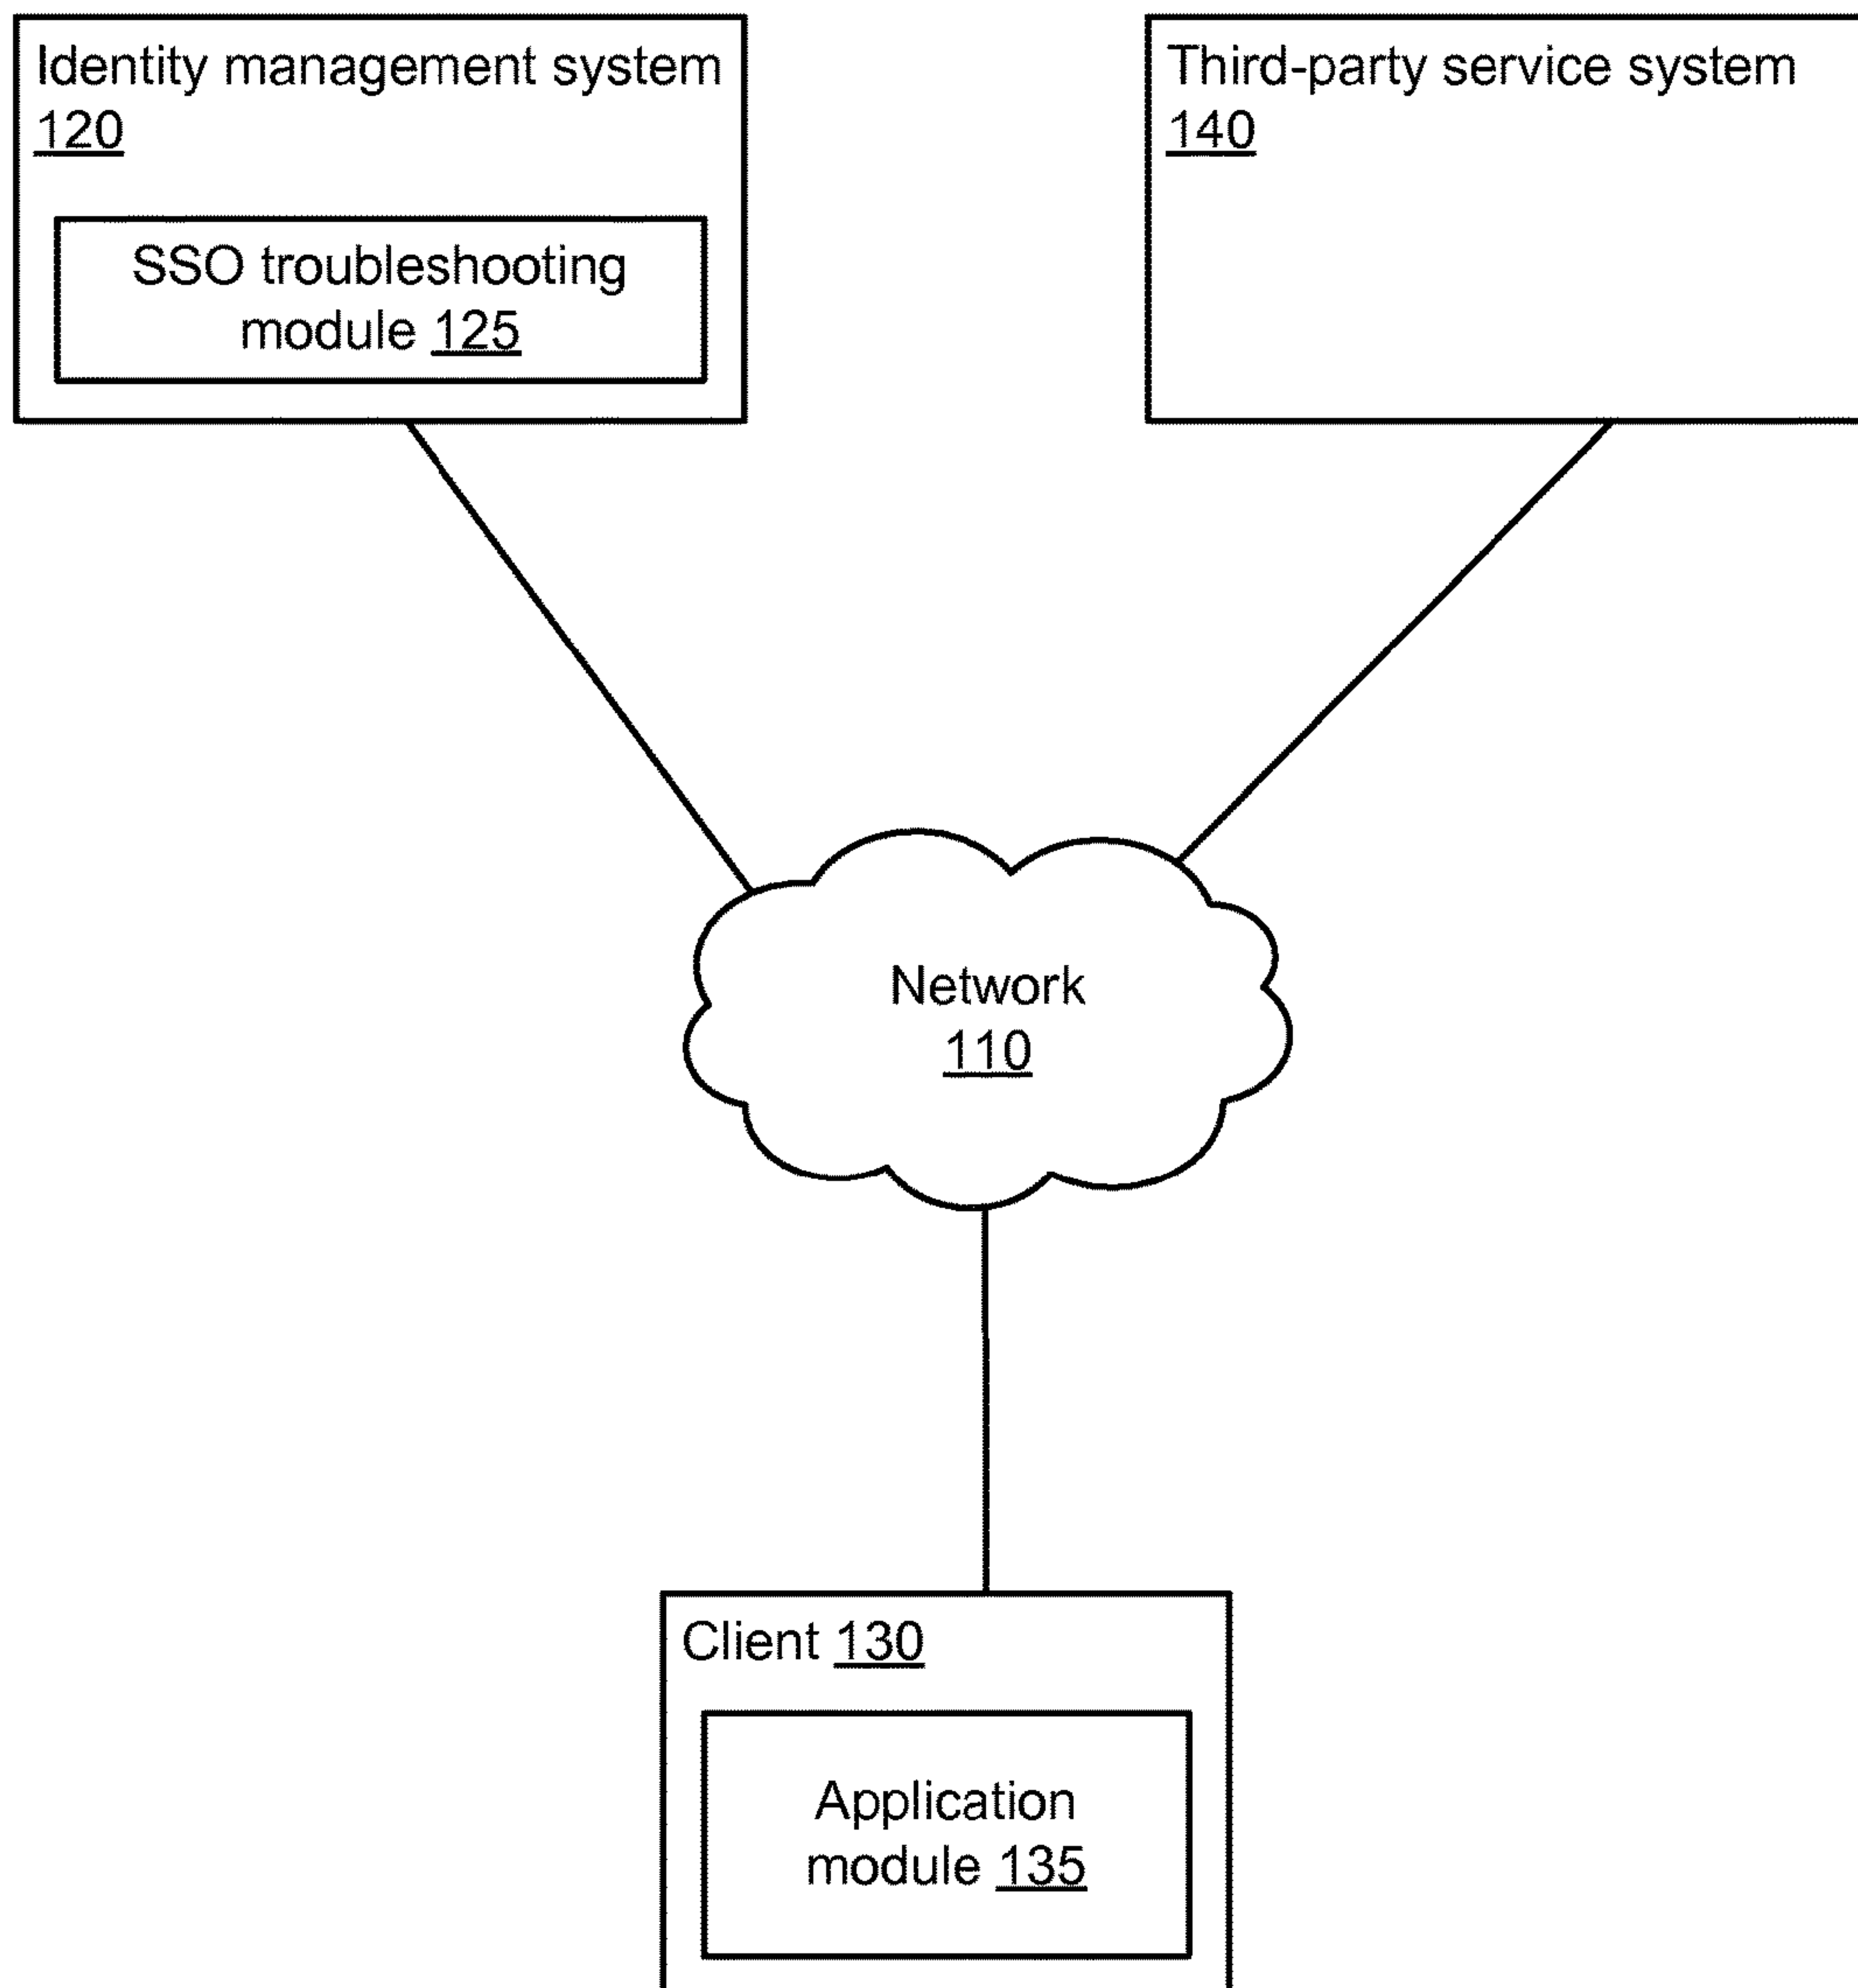 Identity management system
120
SSO troubleshooting
module 125
Third-party service system
140
Network
110
Client 130
Application
module 135